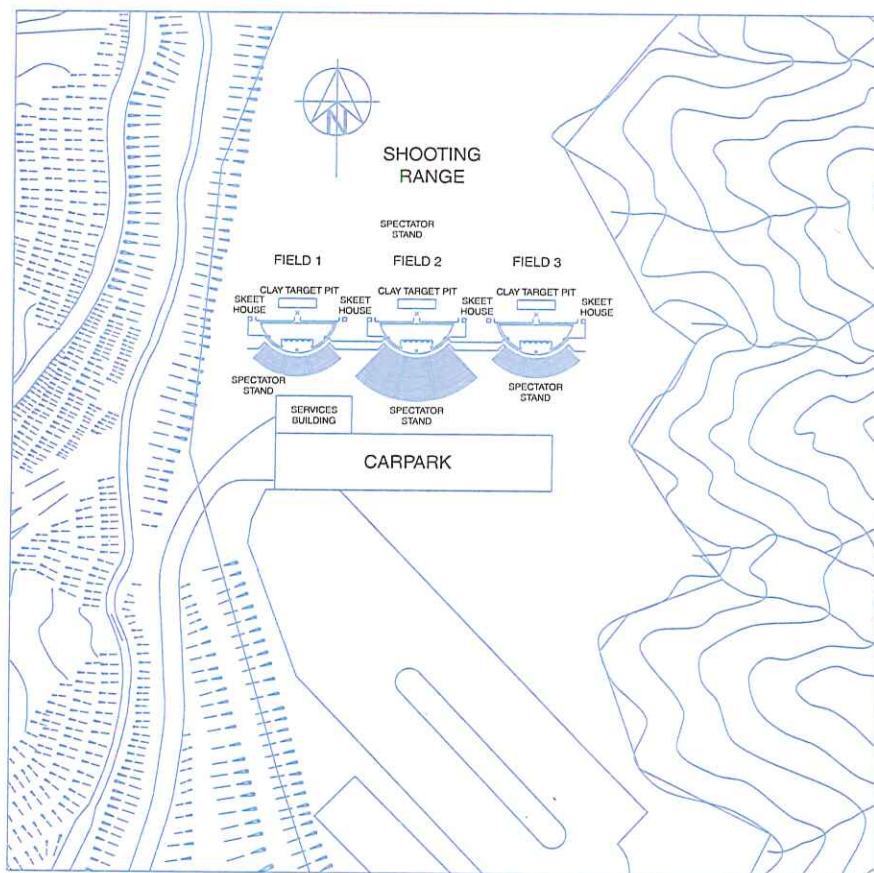 N
SHOOTING
RANGE
SPECTATOR
STAND
FIELD 1
FIELD 2
FIELD 3
CLAY TARGET PIT
CLAY TARGET PIT
CLAY TARGET PIT
SKEET
HOUSE
SKEET
HOUSE
SKEET
HOUSE
SKEET
HOUSE
SPECTATOR
STAND
SPECTATOR
STAND
SPECTATOR
STAND
SERVICES
BUILDING
CARPARK